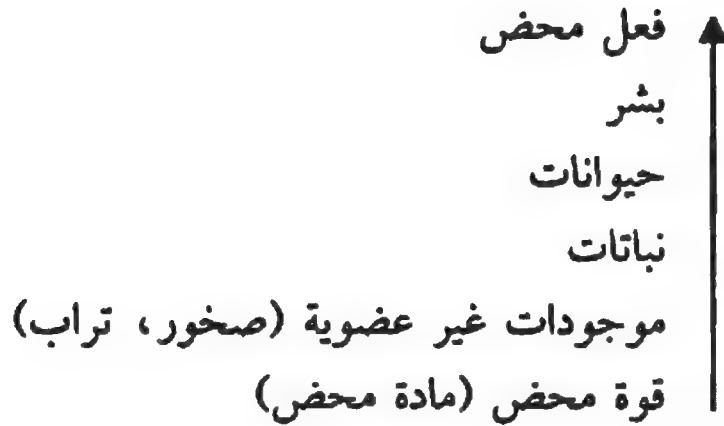 فعل محض
بشر
حيوانات
نباتات
موجودات غير عضوية (صخور، تراب)
قوة محض (مادة محض)